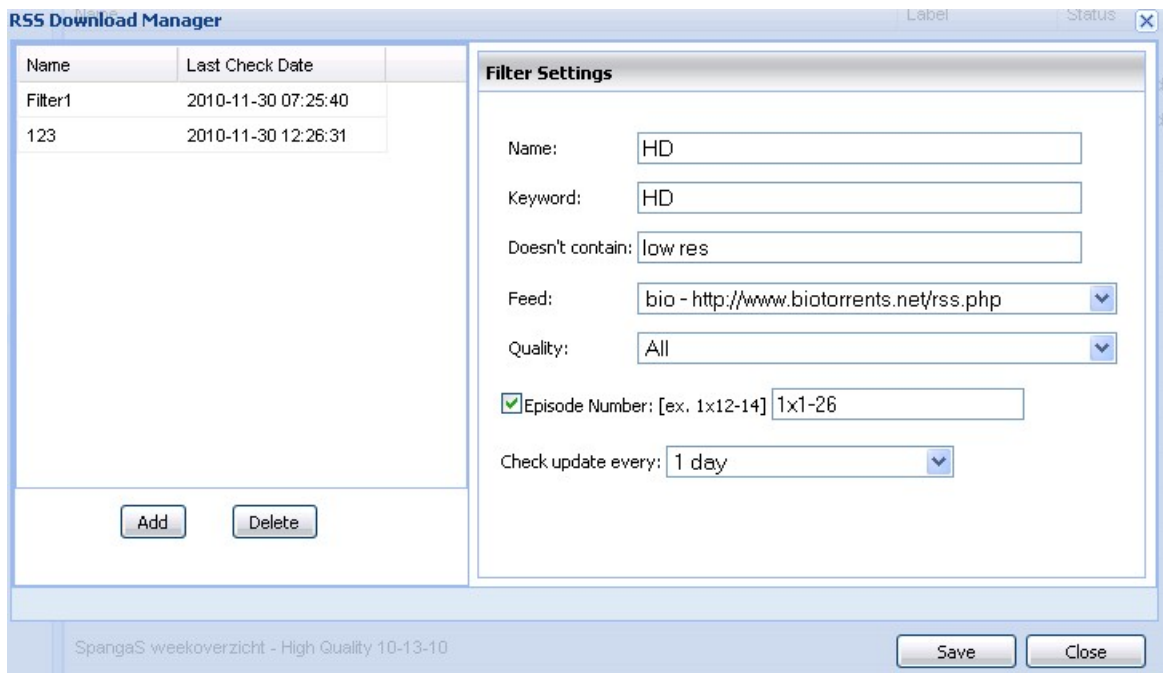 Name Label Status
RSS Download Manager
Name Last Check Date
Filter1 2010-11-30 07:25:40
123 2010-11-30 12:26:31
Add Delete
Filter Settings
Name: HD
Keyword: HD
Doesn't contain: low res
Feed: bio - http://www.biotorrents.net/rss.php
Quality: All
Episode Number: [ex. 1x12-14] 1x1-26
Check update every: 1 day
SpangaS weekoverzicht - High Quality 10-13-10
Save Close